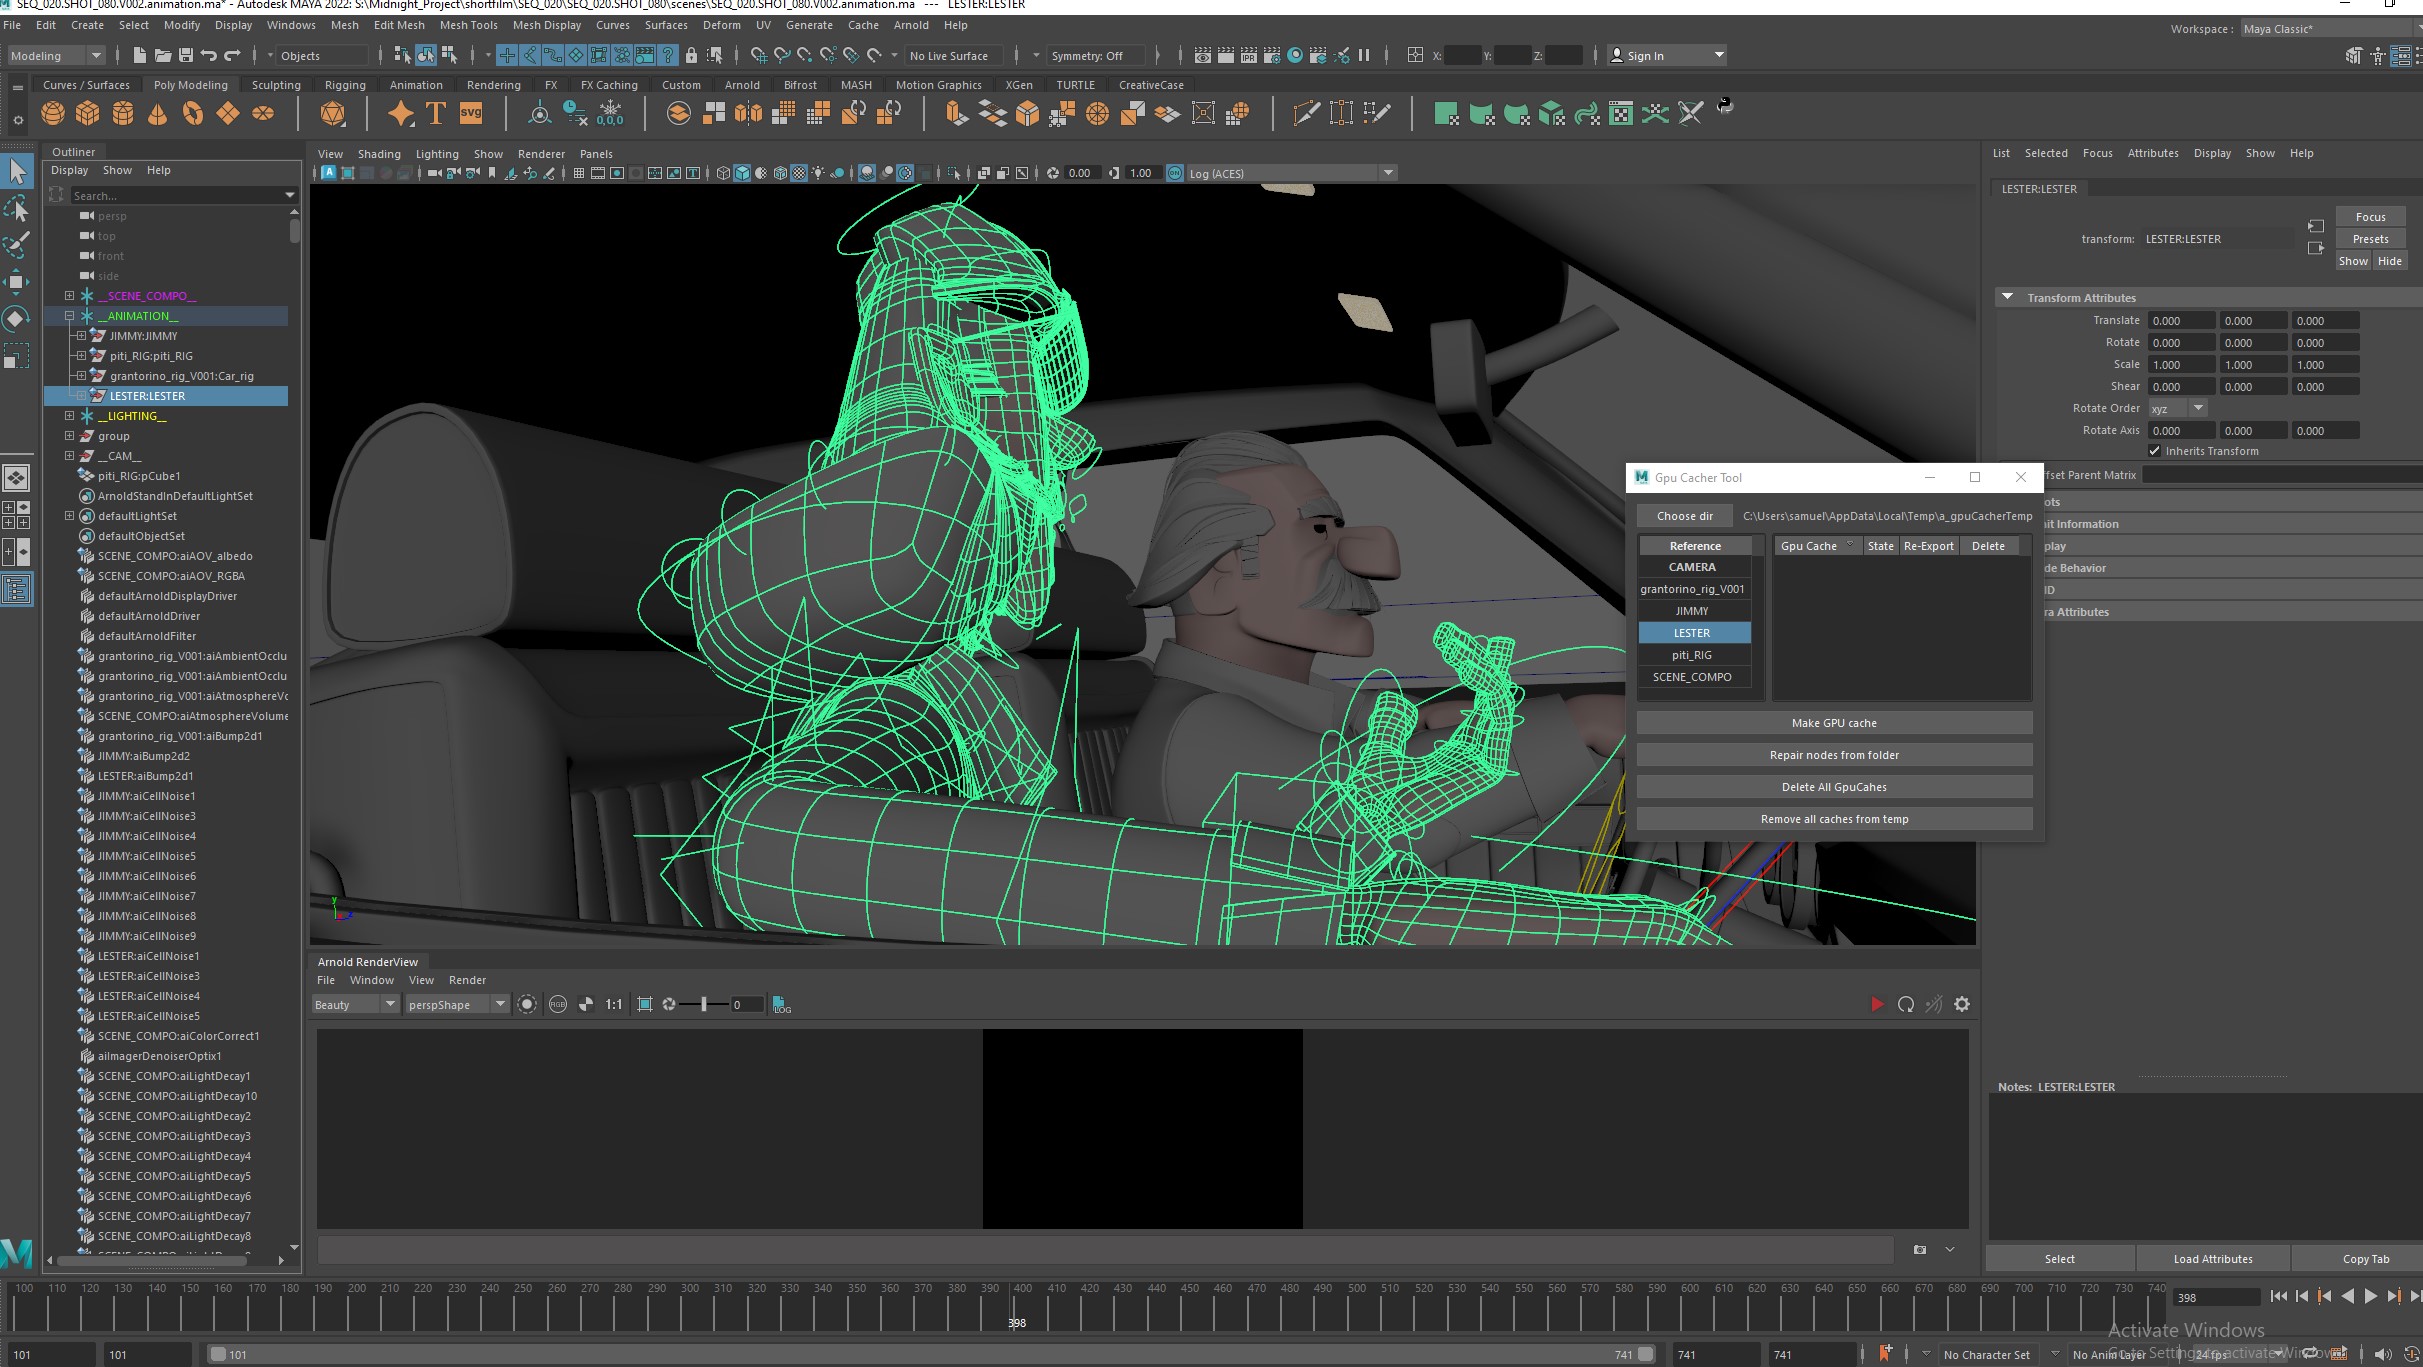 SEQ_020.SHOT_080.V002.animation.ma* - Autodesk MAYA 2022: S:\Midnight_Project\shortfilm\SEQ_020\SEQ_020.SHOT_080\scenes\SEQ_020.SHOT_080.V002.animation.ma --- LESTER:LESTER
File Edit Create Select Modify Display Windows Mesh Edit Mesh Mesh Tools Mesh Display Curves Surfaces Deform UV Generate Cache Arnold Help
Workspace : Maya Classic*
Modeling Objects No Live Surface Symmetry: Off X: Y: Z: Sign In
Curves / Surfaces Poly Modeling Sculpting Rigging Animation Rendering FX FX Caching Custom Arnold Bifrost MASH Motion Graphics XGen TURTLE CreativeCase
T SVG 0,0,0
Outliner
Display Show Help
Search...
persp
top
front
side
__SCENE_COMPO__
__ANIMATION__
JIMMY:JIMMY
piti_RIG:piti_RIG
grantorino_rig_V001:Car_rig
LESTER:LESTER
__LIGHTING__
group
__CAM__
piti_RIG:pCube1
ArnoldStandInDefaultLightSet
defaultLightSet
defaultObjectSet
SCENE_COMPO:aiAOV_albedo
SCENE_COMPO:aiAOV_RGBA
defaultArnoldDisplayDriver
defaultArnoldDriver
defaultArnoldFilter
grantorino_rig_V001:aiAmbientOcclu
grantorino_rig_V001:aiAmbientOcclu
grantorino_rig_V001:aiAtmosphereVo
SCENE_COMPO:aiAtmosphereVolume
grantorino_rig_V001:aiBump2d1
JIMMY:aiBump2d2
LESTER:aiBump2d1
JIMMY:aiCellNoise1
JIMMY:aiCellNoise3
JIMMY:aiCellNoise4
JIMMY:aiCellNoise5
JIMMY:aiCellNoise6
JIMMY:aiCellNoise7
JIMMY:aiCellNoise8
JIMMY:aiCellNoise9
LESTER:aiCellNoise1
LESTER:aiCellNoise3
LESTER:aiCellNoise4
LESTER:aiCellNoise5
SCENE_COMPO:aiColorCorrect1
aiImagerDenoiserOptix1
SCENE_COMPO:aiLightDecay1
SCENE_COMPO:aiLightDecay10
SCENE_COMPO:aiLightDecay2
SCENE_COMPO:aiLightDecay3
SCENE_COMPO:aiLightDecay4
SCENE_COMPO:aiLightDecay5
SCENE_COMPO:aiLightDecay6
SCENE_COMPO:aiLightDecay7
SCENE_COMPO:aiLightDecay8
View Shading Lighting Show Renderer Panels
0.00 1.00 Log (ACES)
y
z
Gpu Cacher Tool
Choose dir C:\Users\samuel\AppData\Local\Temp\a_gpuCacherTemp
Reference
CAMERA
grantorino_rig_V001
JIMMY
LESTER
piti_RIG
SCENE_COMPO
Gpu Cache State Re-Export Delete
Make GPU cache
Repair nodes from folder
Delete All GpuCahes
Remove all caches from temp
Arnold RenderView
File Window View Render
Beauty perspShape RGB 1:1 0 LOG
List Selected Focus Attributes Display Show Help
LESTER:LESTER
transform: LESTER:LESTER
Focus
Presets
Show Hide
Transform Attributes
Translate 0.000 0.000 0.000
Rotate 0.000 0.000 0.000
Scale 1.000 1.000 1.000
Shear 0.000 0.000 0.000
Rotate Order xyz
Rotate Axis 0.000 0.000 0.000
Inherits Transform
ffset Parent Matrix
ots
nit Information
play
de Behavior
ID
ra Attributes
Notes: LESTER:LESTER
Select Load Attributes Copy Tab
100 110 120 130 140 150 160 170 180 190 200 210 220 230 240 250 260 270 280 290 300 310 320 330 340 350 360 370 380 390 400 410 420 430 440 450 460 470 480 490 500 510 520 530 540 550 560 570 580 590 600 610 620 630 640 650 660 670 680 690 700 710 720 730 740
398
398
101 101 101 741 741 741 No Character Set No Anim Layer 24 fps
Activate Windows
Go to Settings to activate Windows